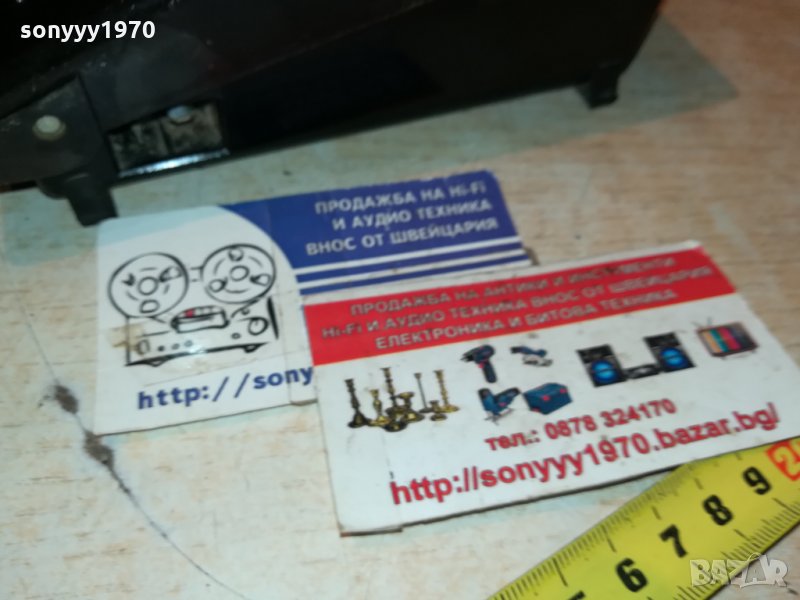 sonyyy1970
ПРОДАЖБА НА Hi-Fi
И АУДИО ТЕХНИКА
ВНОС ОТ ШВЕЙЦАРИЯ
http://sony
ПРОДАЖБА НА АНТИКИ И ИНСТРУМЕНТИ
Hi-Fi И АУДИО ТЕХНИКА ВНОС ОТ ШВЕЙЦАРИЯ
ЕЛЕКТРОНИКА И БИТОВА ТЕХНИКА
тел.: 0878 324170
http://sonyyy1970.bazar.bg/
5 6 7 8 9
BAZAR